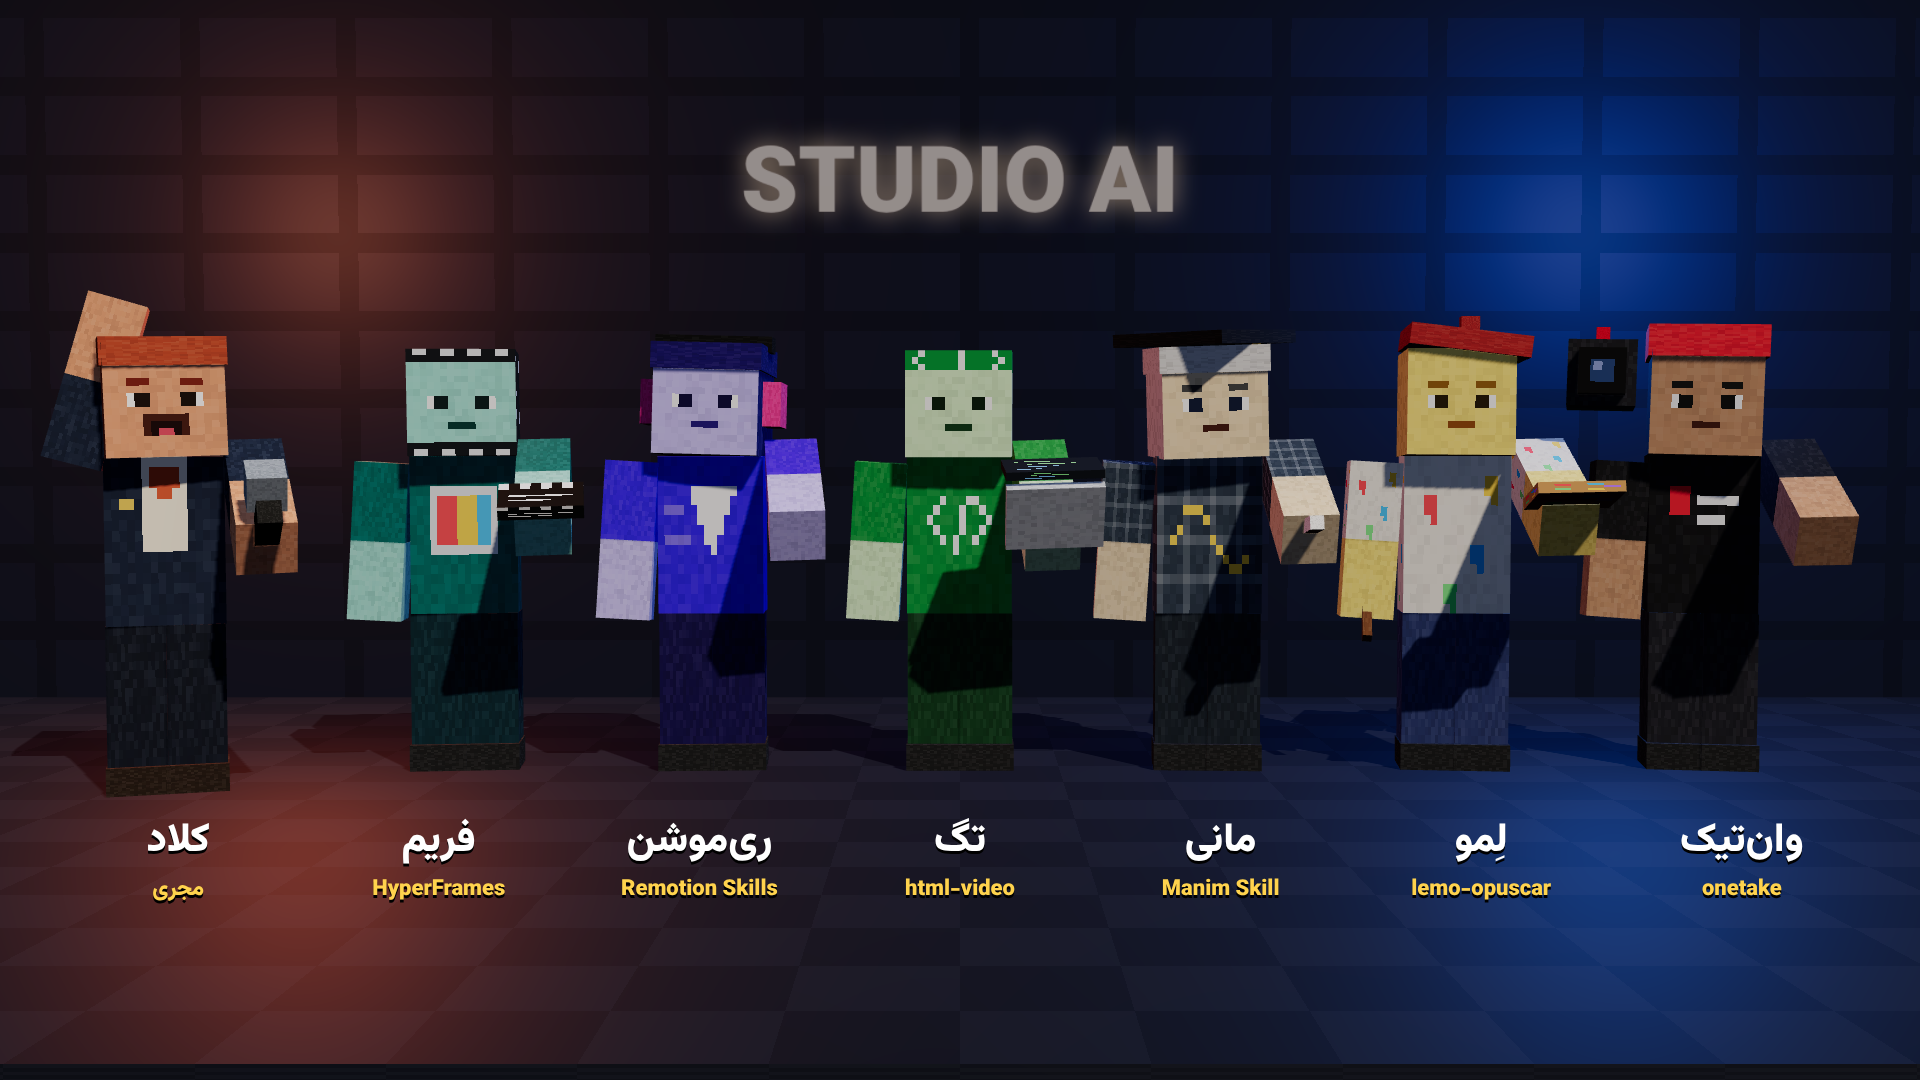 STUDIO AI
کلاد
مجری
فریم
HyperFrames
ری‌موشن
Remotion Skills
تگ
html-video
مانی
Manim Skill
لِمو
lemo-opuscar
وان‌تیک
onetake